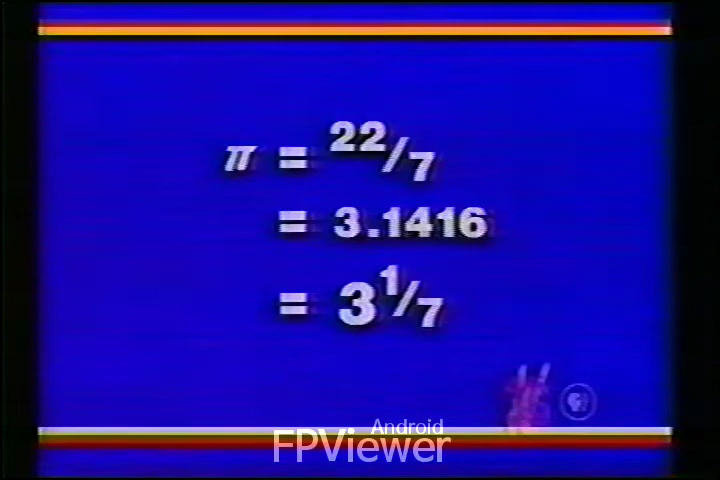 π = 22/7
= 3.1416
= 3 1/7
Android
FPViewer